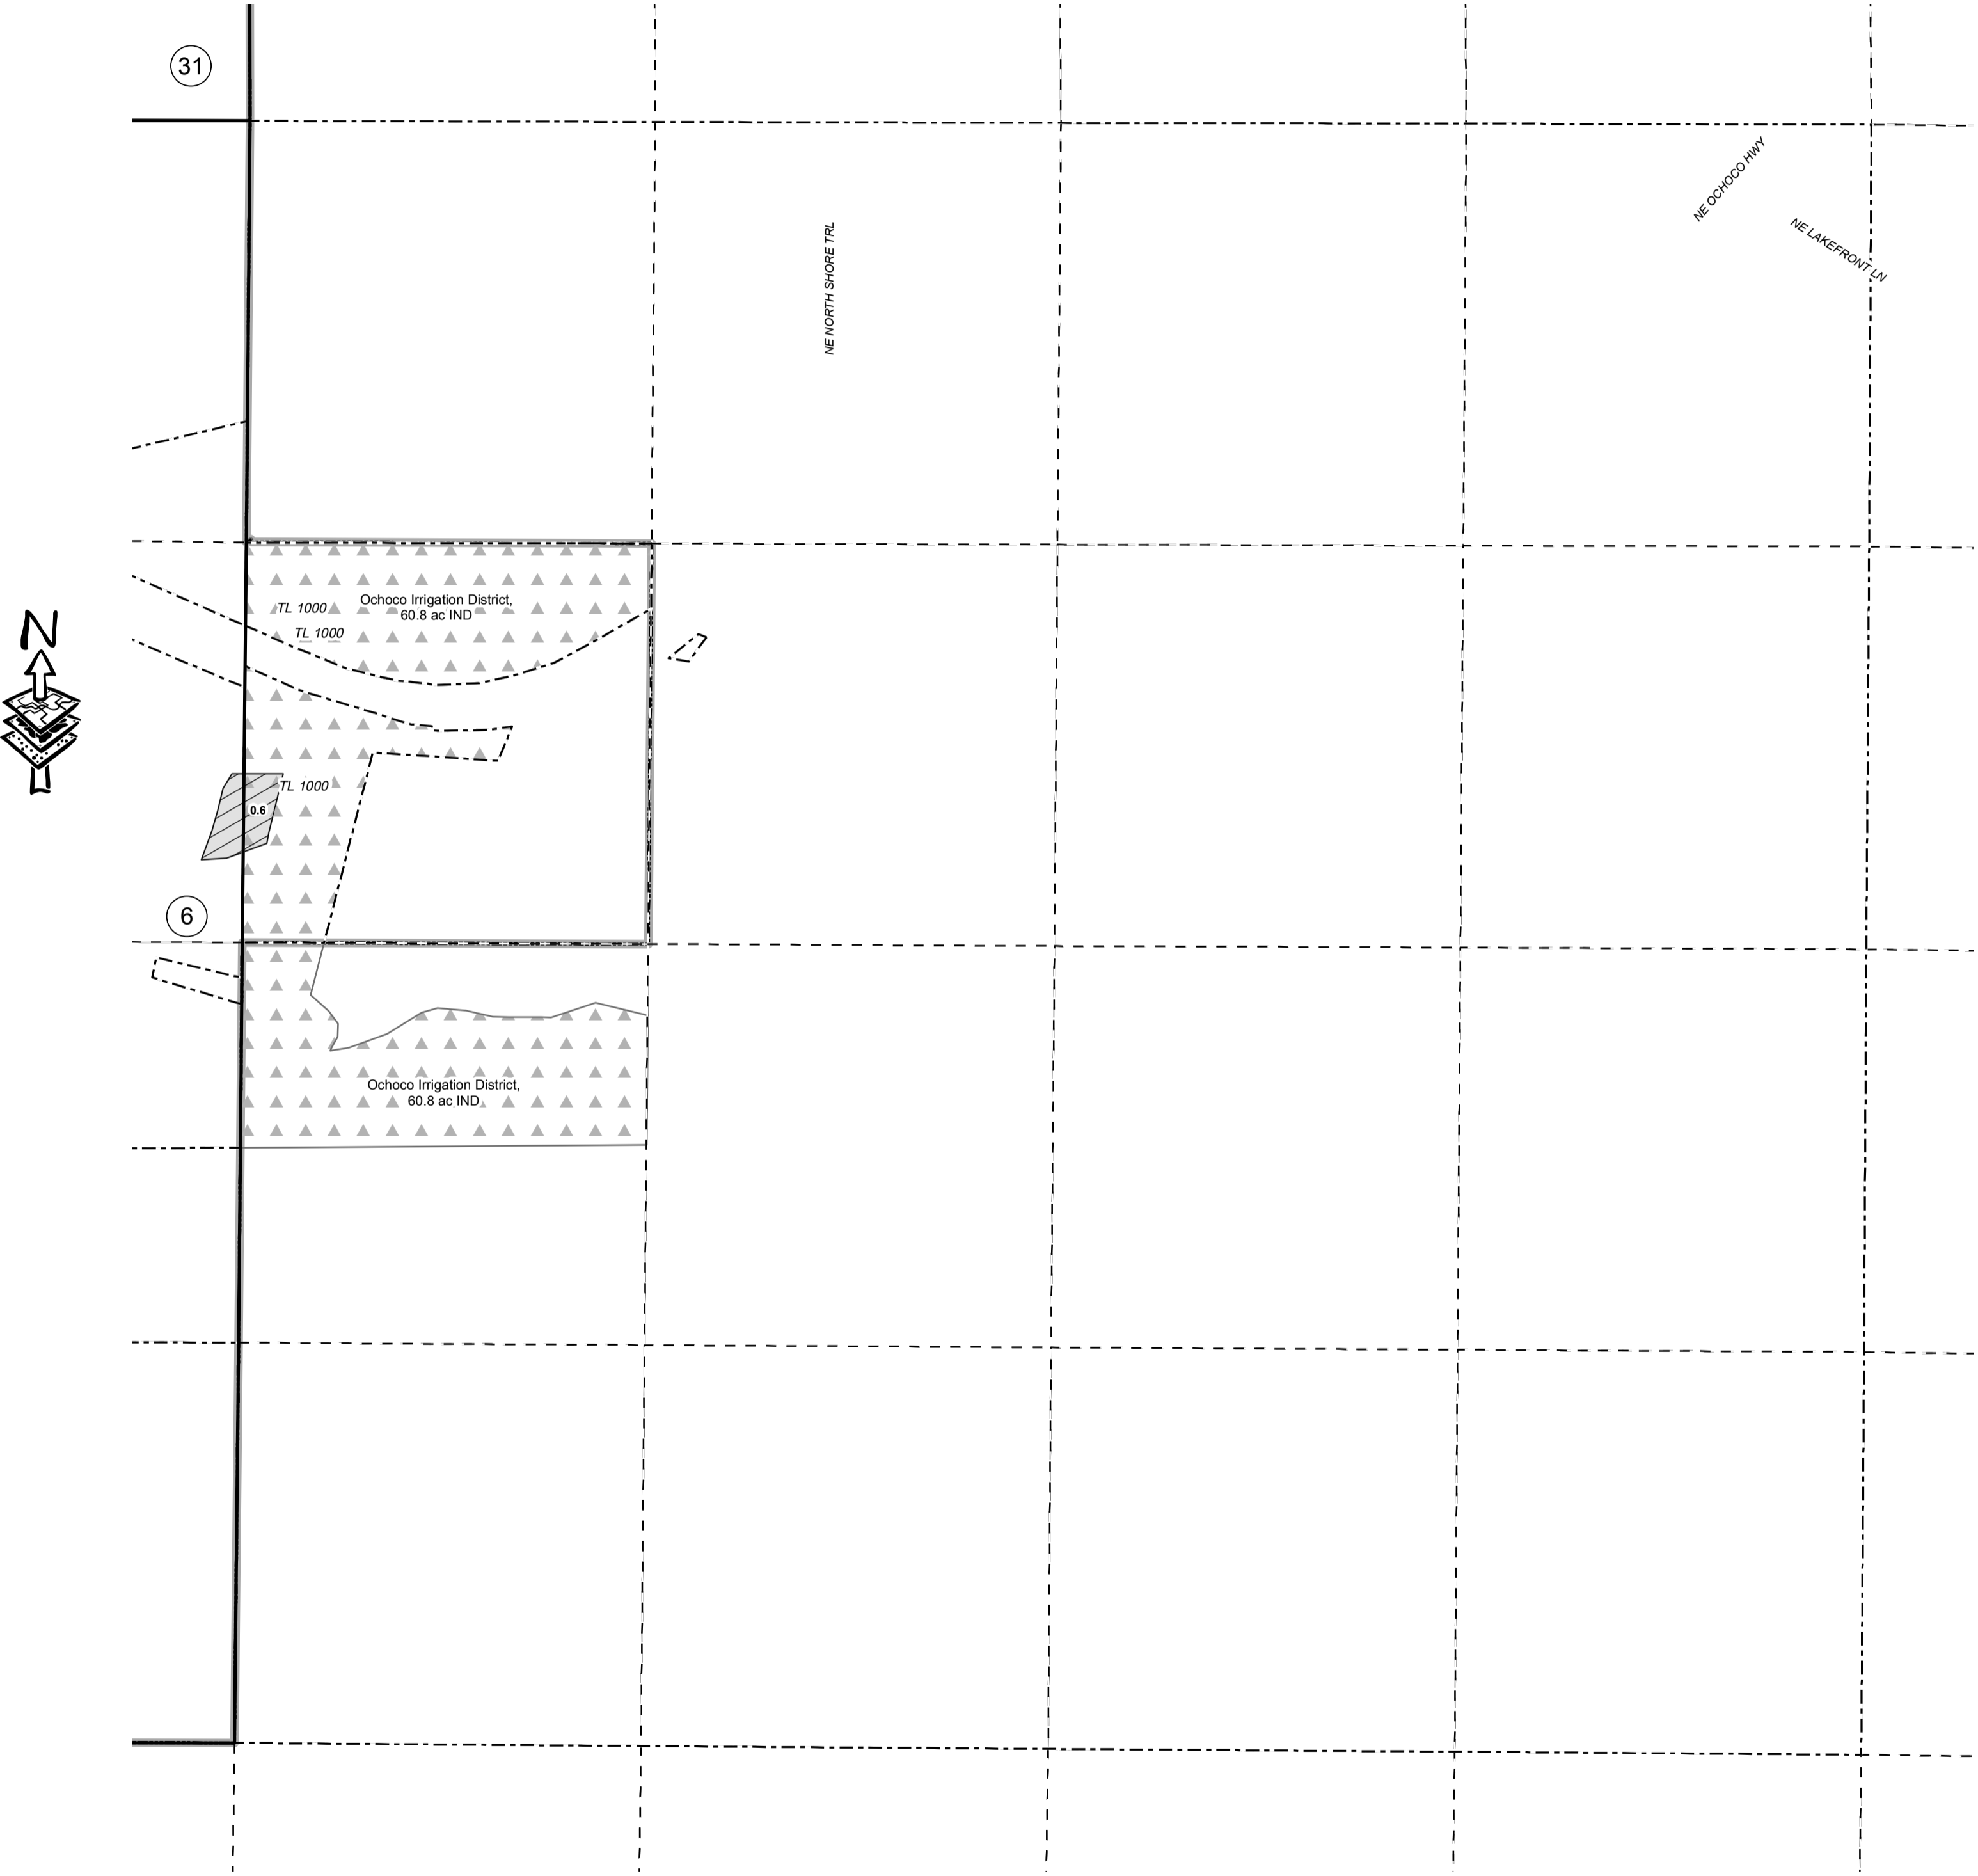 31
NE OCHOCO HWY
NE LAKEFRONT LN
NE NORTH SHORE TRL
Ochoco Irrigation District,
60.8 ac IND
TL 1000
TL 1000
N
TL 1000
0.6
6
Ochoco Irrigation District,
60.8 ac IND